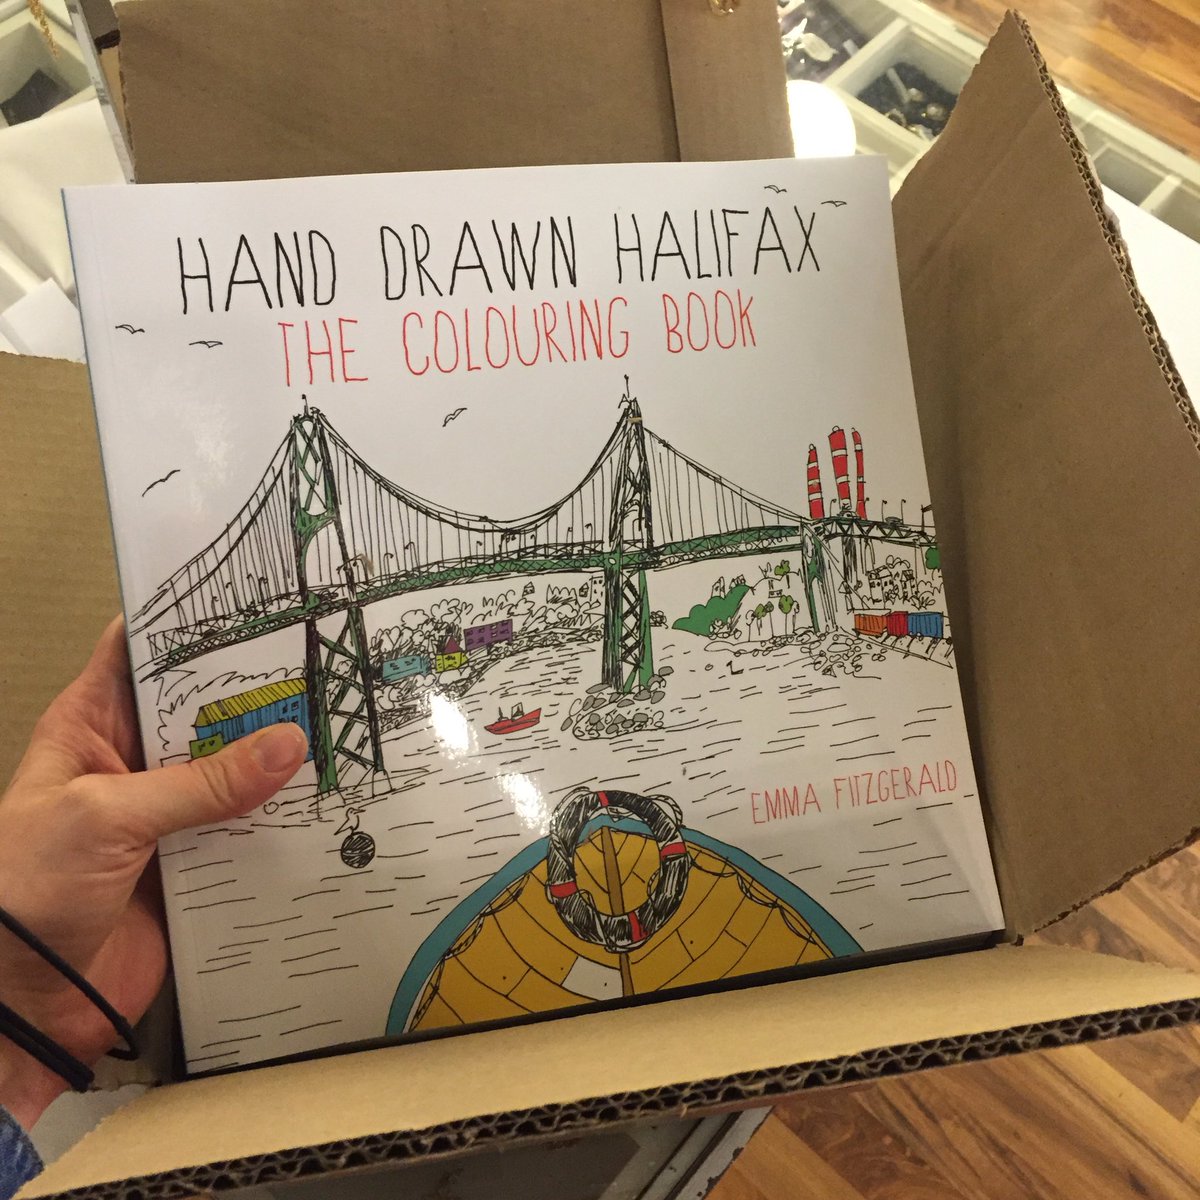 HAND DRAWN HALIFAX
THE COLOURING BOOK
EMMA FITZGERALD